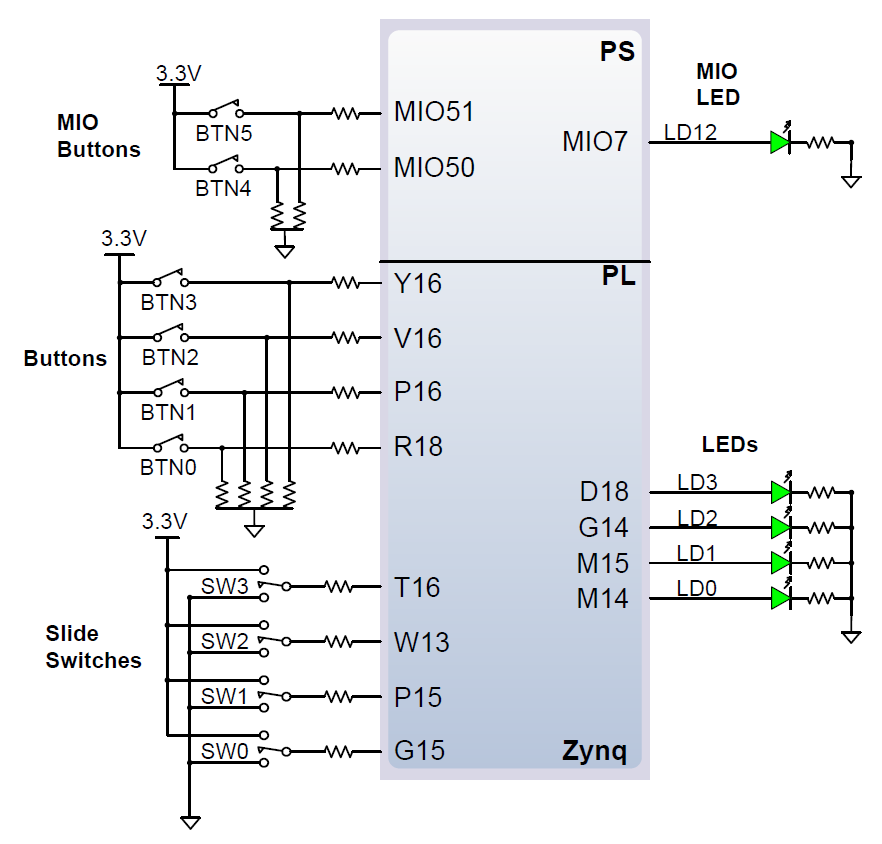 PS
3.3V
MIO
Buttons
BTN5
MIO51
BTN4
MIO50
MIO7
MIO
LED
LD12
3.3V
PL
Buttons
BTN3
Y16
BTN2
V16
BTN1
P16
BTN0
R18
LEDs
D18
LD3
G14
LD2
M15
LD1
M14
LD0
3.3V
Slide
Switches
SW3
T16
SW2
W13
SW1
P15
SW0
G15
Zynq